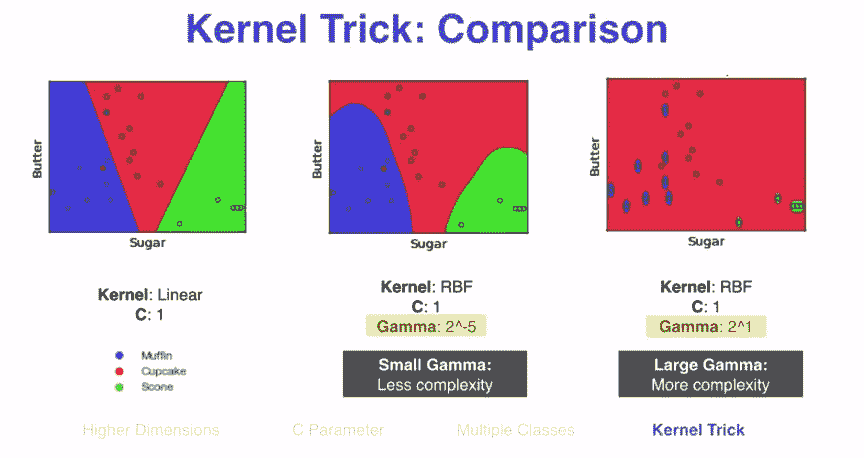 Kernel Trick: Comparison
Butter
Sugar
Butter
Sugar
Butter
Sugar
Kernel: Linear
C: 1
Kernel: RBF
C: 1
Gamma: 2^-5
Kernel: RBF
C: 1
Gamma: 2^1
Muffin
Cupcake
Scone
Small Gamma:
Less complexity
Large Gamma:
More complexity
Higher Dimensions
C Parameter
Multiple Classes
Kernel Trick